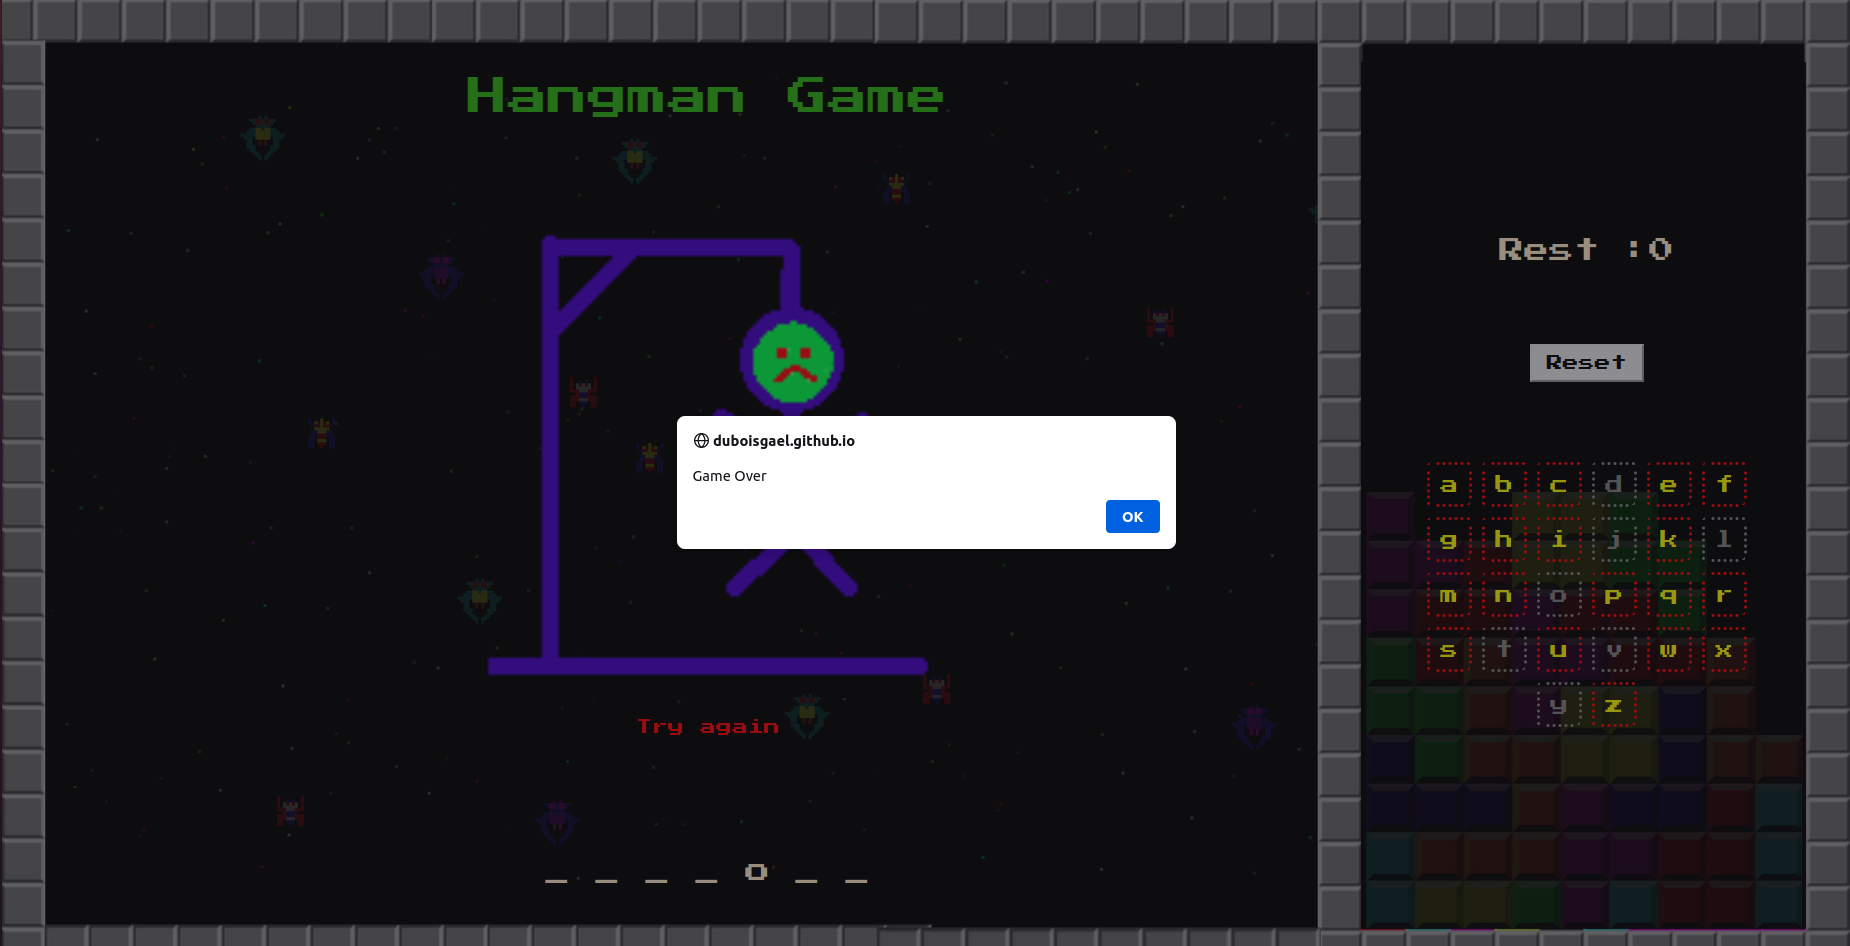 Hangman Game
Rest :0
Reset
duboisgael.github.io
Game Over
OK
a b c d e f
g h i j k l
m n o p q r
s t u v w x
y z
Try again
_ _ _ _ o _ _